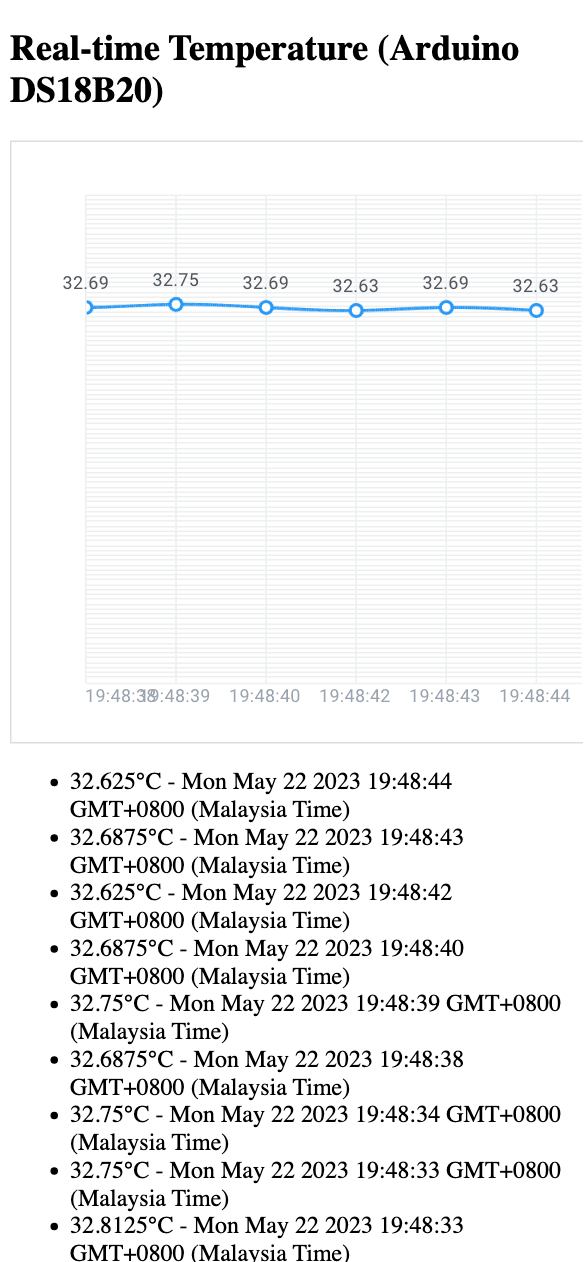 Real-time Temperature (Arduino
DS18B20)
32.69 32.75 32.69 32.63 32.69 32.63
19:48:38 19:48:39 19:48:40 19:48:42 19:48:43 19:48:44
• 32.625°C - Mon May 22 2023 19:48:44
GMT+0800 (Malaysia Time)
• 32.6875°C - Mon May 22 2023 19:48:43
GMT+0800 (Malaysia Time)
• 32.625°C - Mon May 22 2023 19:48:42
GMT+0800 (Malaysia Time)
• 32.6875°C - Mon May 22 2023 19:48:40
GMT+0800 (Malaysia Time)
• 32.75°C - Mon May 22 2023 19:48:39 GMT+0800
(Malaysia Time)
• 32.6875°C - Mon May 22 2023 19:48:38
GMT+0800 (Malaysia Time)
• 32.75°C - Mon May 22 2023 19:48:34 GMT+0800
(Malaysia Time)
• 32.75°C - Mon May 22 2023 19:48:33 GMT+0800
(Malaysia Time)
• 32.8125°C - Mon May 22 2023 19:48:33
GMT+0800 (Malaysia Time)